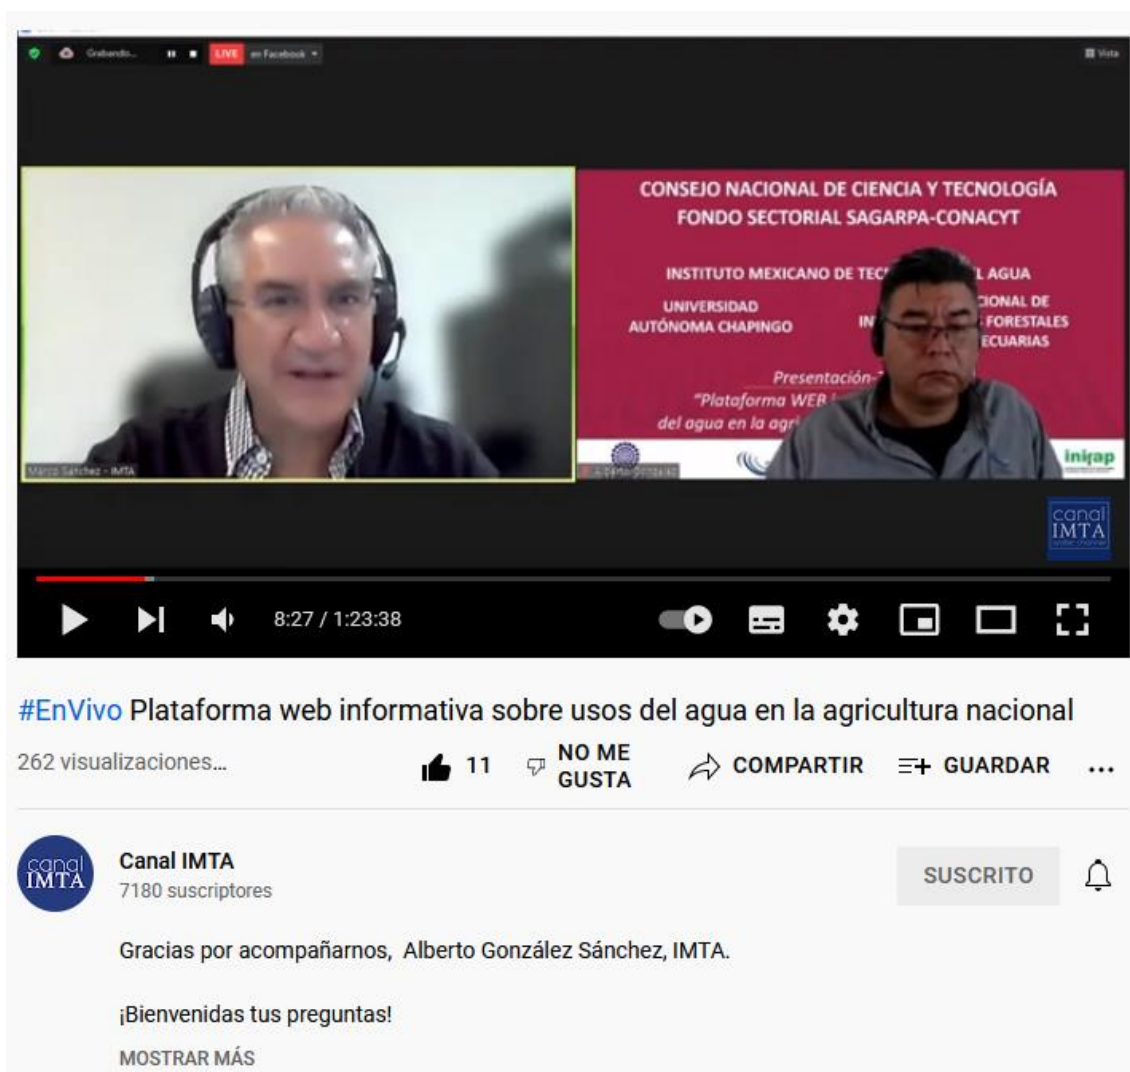 Grabando...
LIVE
en Facebook
Vista
CONSEJO NACIONAL DE CIENCIA Y TECNOLOGÍA
FONDO SECTORIAL SAGARPA-CONACYT
INSTITUTO MEXICANO DE TEC
L AGUA
UNIVERSIDAD
AUTÓNOMA CHAPINGO
CIONAL DE
IN
FORESTALES
ECUARIAS
Presentación-
"Plataforma WEB
del agua en la agri
Marco Sánchez - IMTA
Alberto González
inifap
canal
IMTA
8:27 / 1:23:38
#EnVivo Plataforma web informativa sobre usos del agua en la agricultura nacional
262 visualizaciones...
11
NO ME
GUSTA
COMPARTIR
GUARDAR
canal
IMTA
Canal IMTA
7180 suscriptores
SUSCRITO
Gracias por acompañarnos, Alberto González Sánchez, IMTA.
¡Bienvenidas tus preguntas!
MOSTRAR MÁS